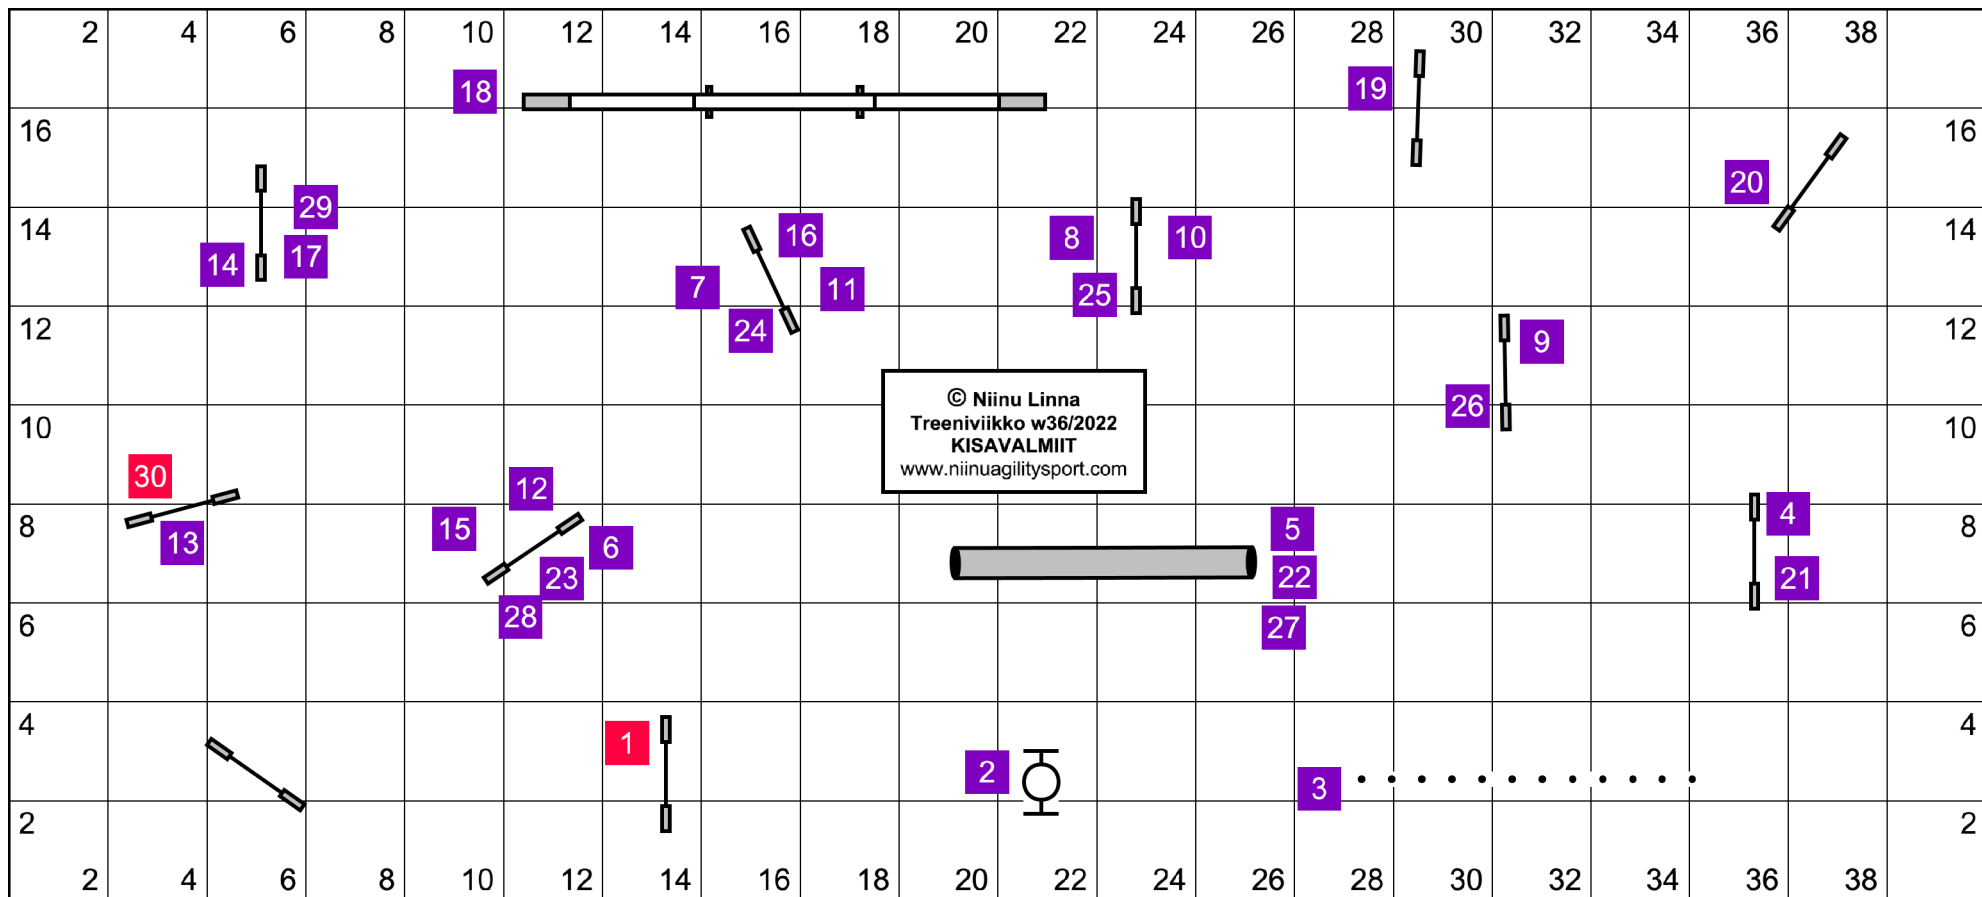 2 4 6 8 10 12 14 16 18 20 22 24 26 28 30 32 34 36 38
18 19
16 16
20
29
14 16 8 10 14
14 17
7 11 25
12 24 9 12
© Niinu Linna
Treeniviikko w36/2022
KISAVALMIIT
www.niinuagilitysport.com
26
10 10
30 12
8 15 5 4 8
13 6
23 22 21
28
6 27 6
4 1 4
2 3
2 2
2 4 6 8 10 12 14 16 18 20 22 24 26 28 30 32 34 36 38